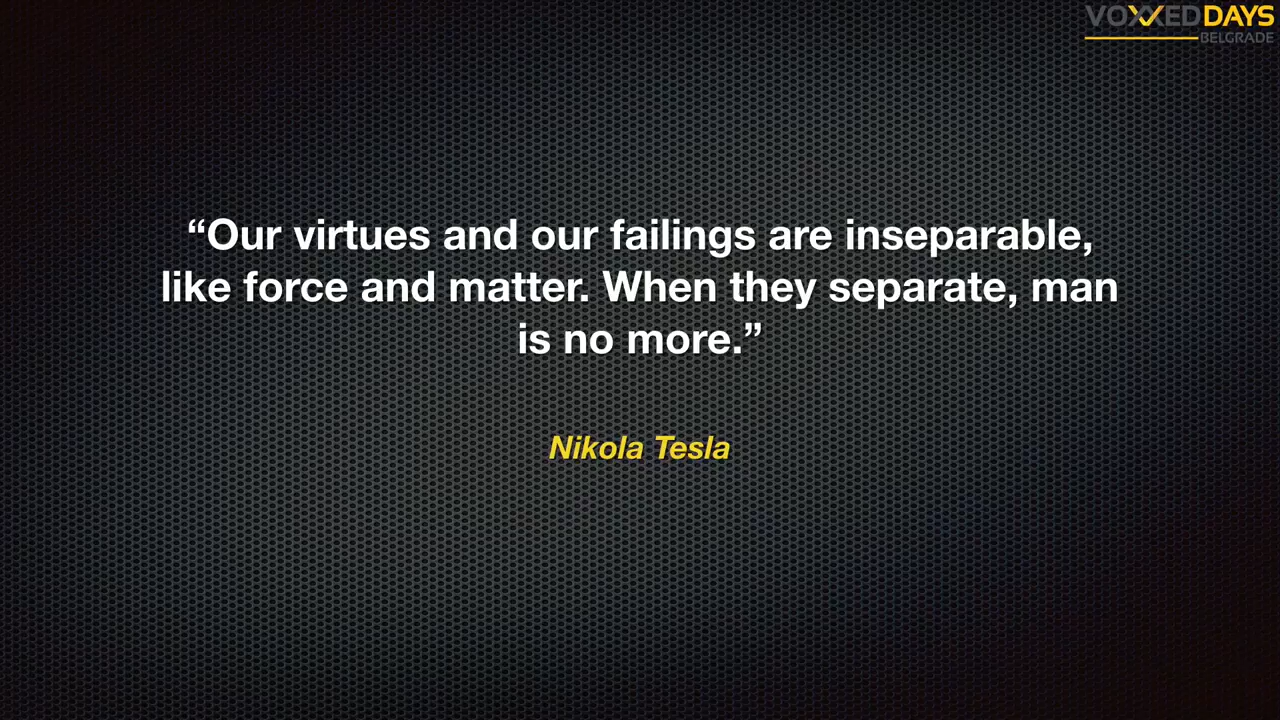 VOXXED DAYS
BELGRADE
“Our virtues and our failings are inseparable,
like force and matter. When they separate, man
is no more.”
Nikola Tesla